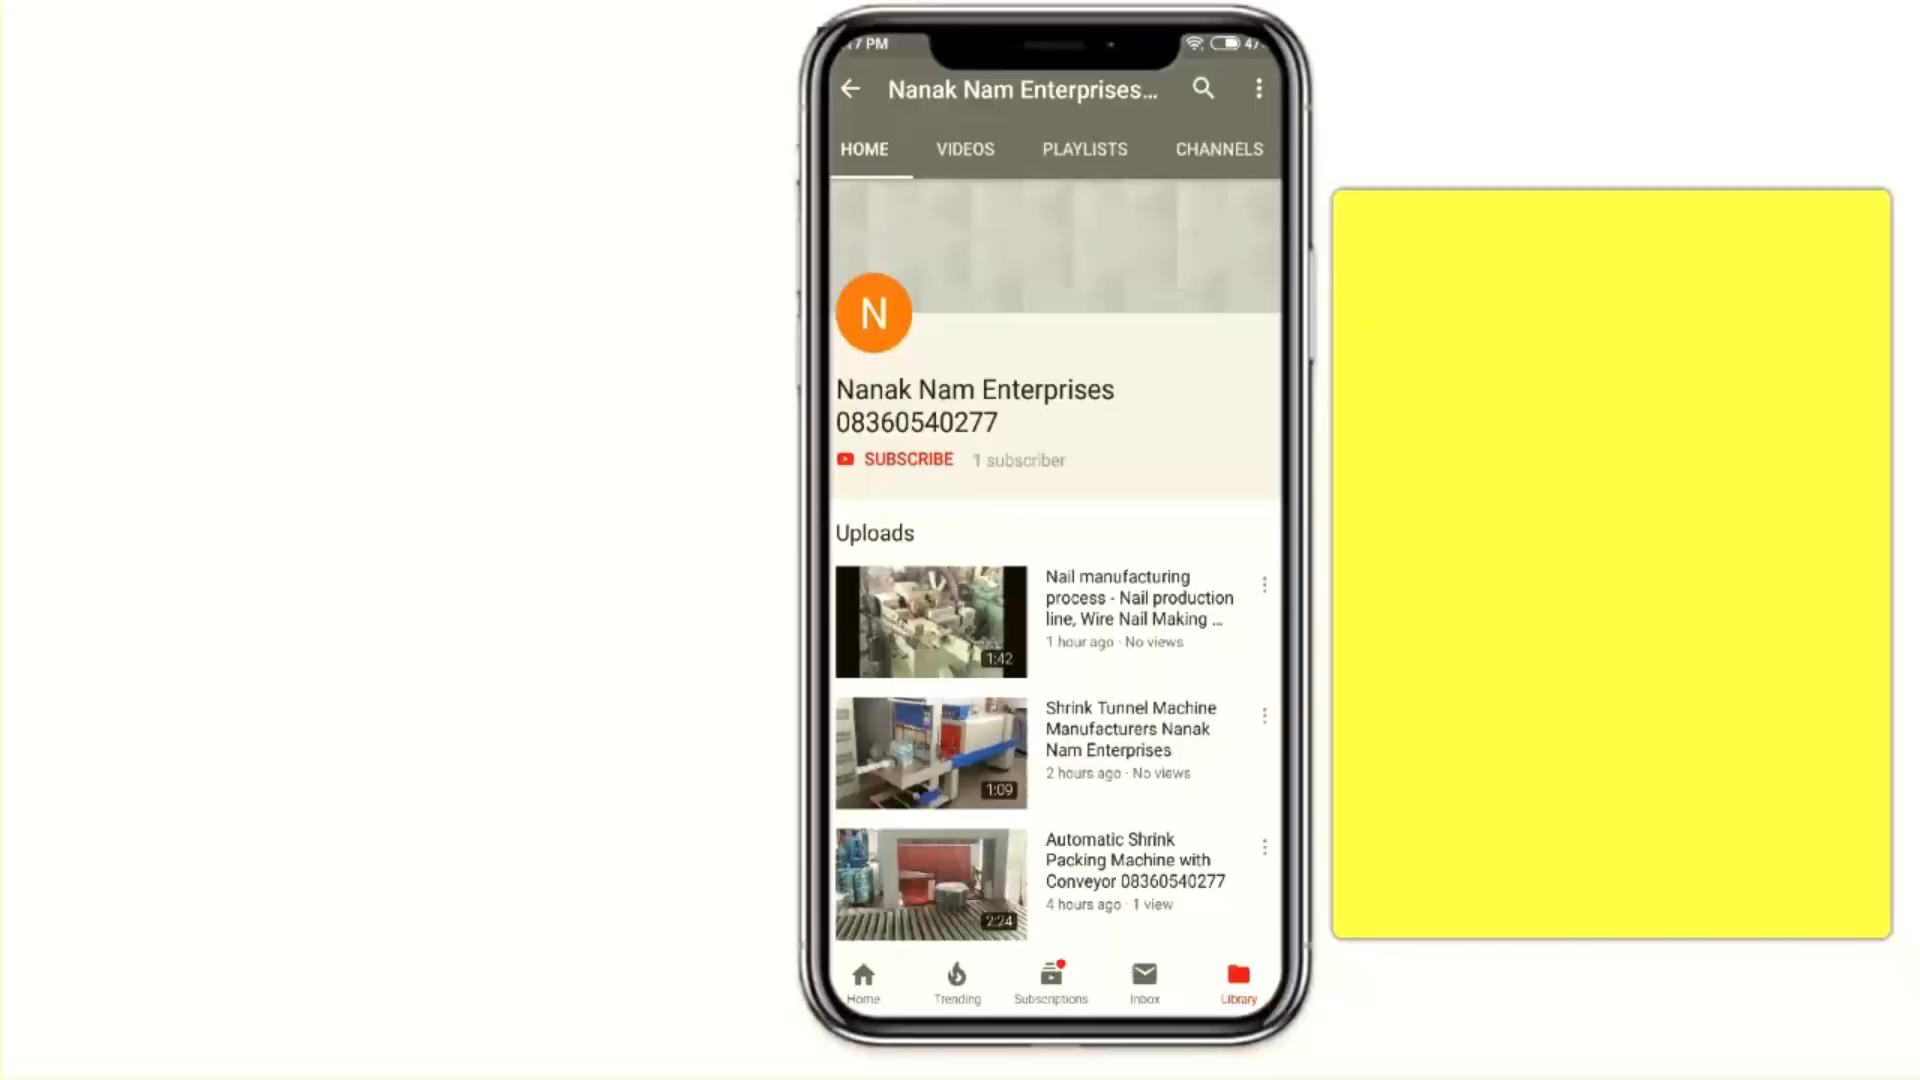 7 PM
47
Nanak Nam Enterprises...
HOME VIDEOS PLAYLISTS CHANNELS
N
Nanak Nam Enterprises
08360540277
SUBSCRIBE 1 subscriber
Uploads
Nail manufacturing
process - Nail production
line, Wire Nail Making ...
1 hour ago · No views
1:42
Shrink Tunnel Machine
Manufacturers Nanak
Nam Enterprises
2 hours ago · No views
1:09
Automatic Shrink
Packing Machine with
Conveyor 08360540277
4 hours ago · 1 view
2:24
Home Trending Subscriptions Inbox Library